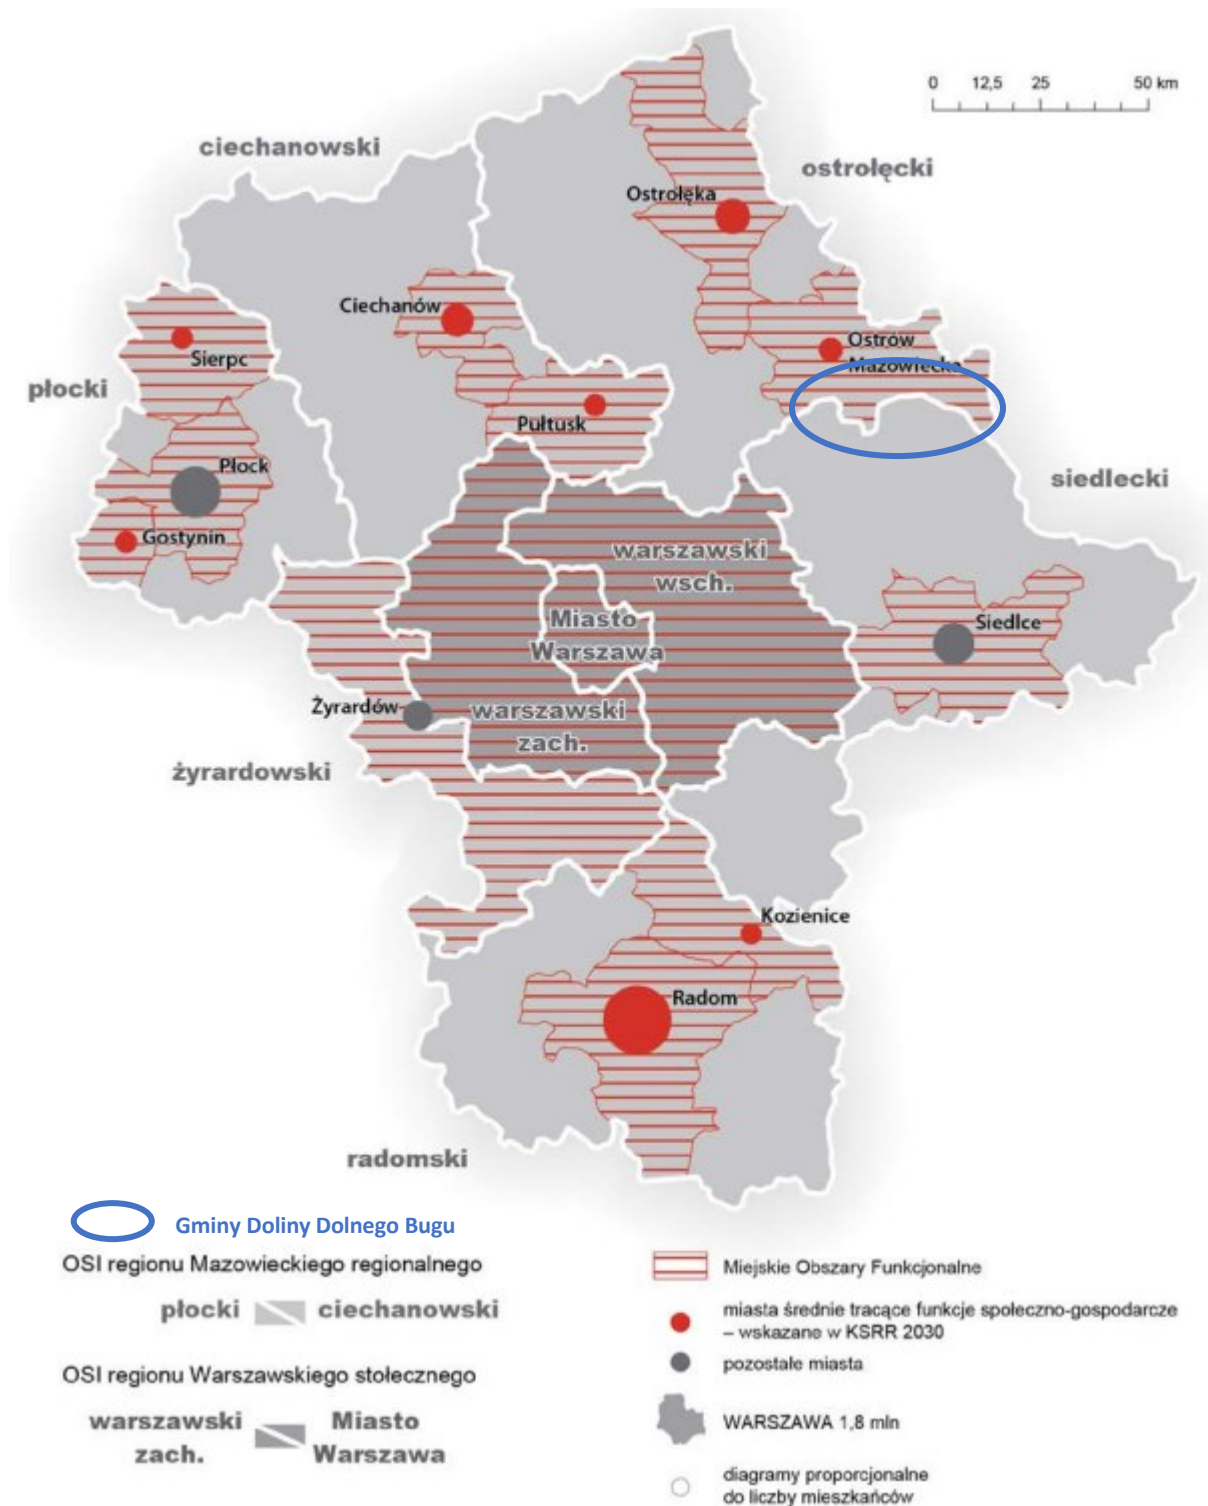 0 12,5 25 50 km
ciechanowski
ostrołęcki
Ostrołęka
Ciechanów
Sierpc
Ostrów
Mazowiecka
płocki
Pułtusk
Płock
siedlecki
Gostynin
warszawski
wsch.
Miasto
Warszawa
Siedlce
Żyrardów
warszawski
zach.
żyrardowski
Kozienice
Radom
radomski
Gminy Doliny Dolnego Bugu
OSI regionu Mazowieckiego regionalnego
płocki ciechanowski
OSI regionu Warszawskiego stołecznego
warszawski
zach.
Miasto
Warszawa
Miejskie Obszary Funkcjonalne
miasta średnie tracące funkcje społeczno-gospodarcze
– wskazane w KSRR 2030
pozostałe miasta
WARSZAWA 1,8 mln
diagramy proporcjonalne
do liczby mieszkańców